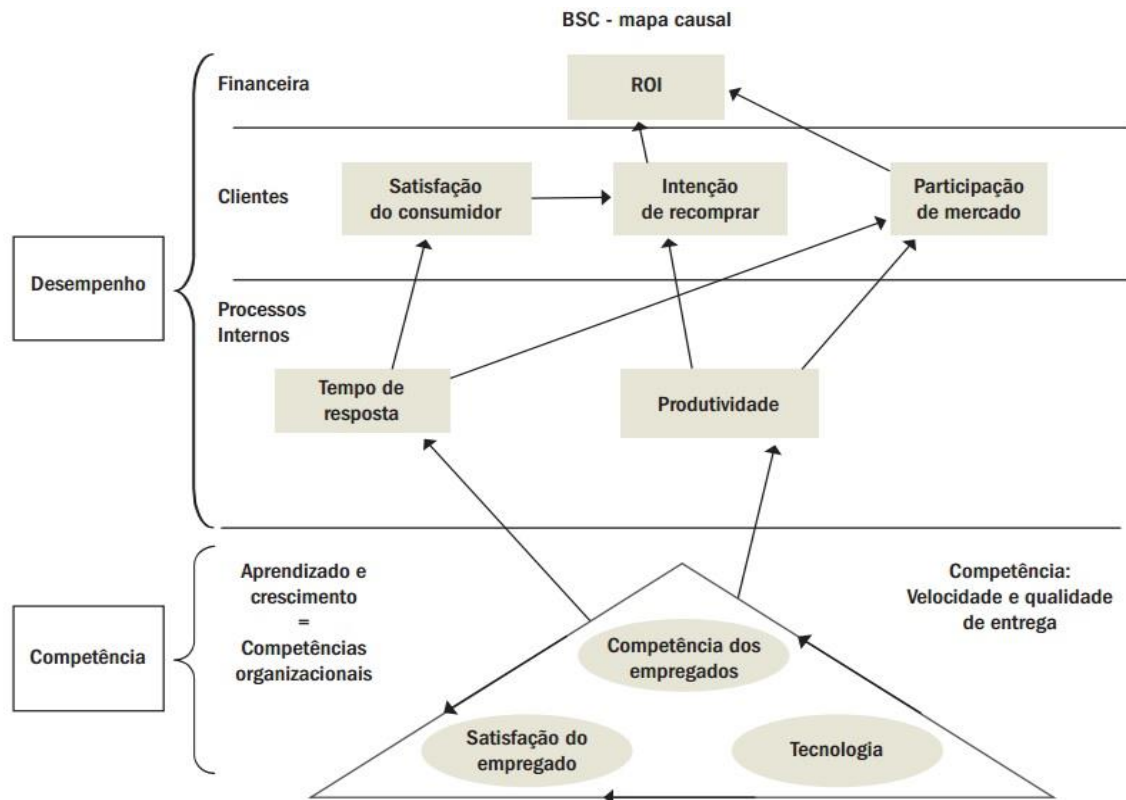 BSC - mapa causal
Financeira
ROI
Clientes
Satisfação
do consumidor
Intenção
de recomprar
Participação
de mercado
Desempenho
Processos
Internos
Tempo de
resposta
Produtividade
Aprendizado e
crescimento
=
Competências
organizacionais
Competência:
Velocidade e qualidade
de entrega
Competência
Competência dos
empregados
Satisfação do
empregado
Tecnologia